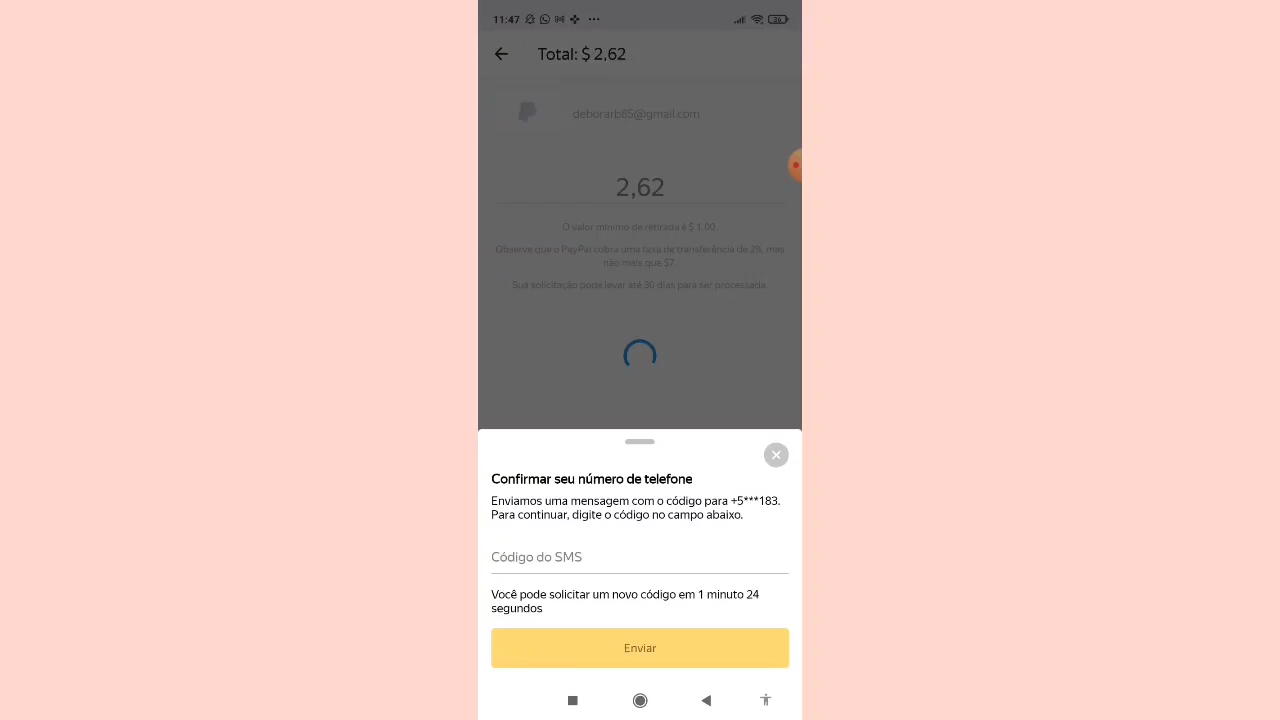 11:47
36
Total: $ 2,62
deborarb85@gmail.com
2,62
O valor mínimo de retirada é $ 1,00.
Observe que o PayPal cobra uma taxa de transferência de 2%, mas
não mais que $7.
Sua solicitação pode levar até 30 dias para ser processada.
Confirmar seu número de telefone
Enviamos uma mensagem com o código para +5***183.
Para continuar, digite o código no campo abaixo.
Código do SMS
Você pode solicitar um novo código em 1 minuto 24
segundos
Enviar